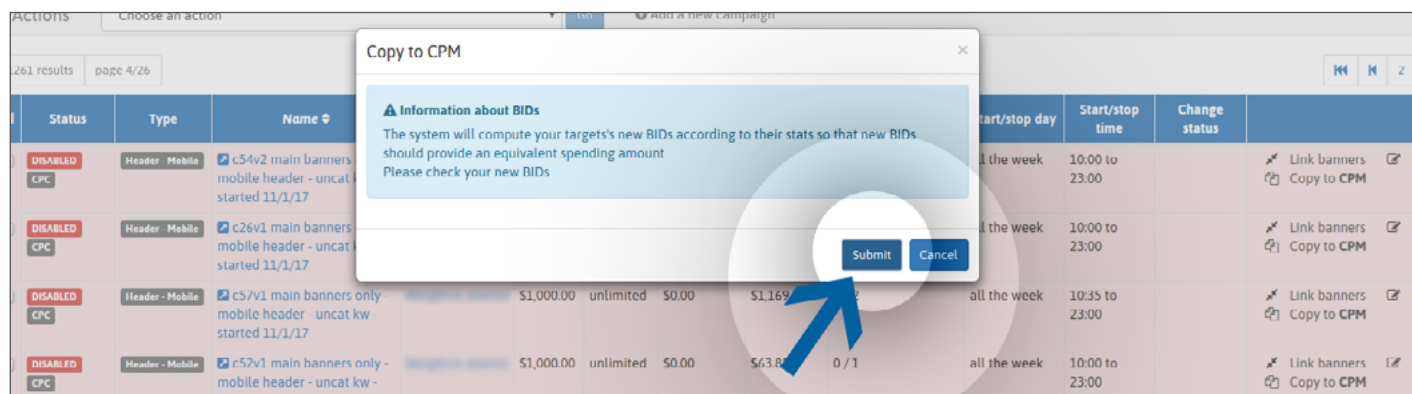 Actions
Choose an action
Go
Add a new campaign
1261 results
page 4/26
2
Copy to CPM
×
Information about BIDs
The system will compute your targets's new BIDs according to their stats so that new BIDs
should provide an equivalent spending amount
Please check your new BIDs
Submit
Cancel
Status
Type
Name
Start/stop day
Start/stop
time
Change
status
DISABLED
CPC
Header - Mobile
c54v2 main banners
mobile header - uncat
started 11/1/17
all the week
10:00 to
23:00
Link banners
Copy to CPM
DISABLED
CPC
Header - Mobile
c26v1 main banners
mobile header - uncat
started 11/1/17
all the week
10:00 to
23:00
Link banners
Copy to CPM
DISABLED
CPC
Header - Mobile
c57v1 main banners only -
mobile header - uncat kw -
started 11/1/17
$1,000.00
unlimited
$0.00
$1,169
all the week
10:35 to
23:00
Link banners
Copy to CPM
DISABLED
CPC
Header - Mobile
c52v1 main banners only -
mobile header - uncat kw -
$1,000.00
unlimited
$0.00
$63.8
0 / 1
all the week
10:00 to
23:00
Link banners
Copy to CPM